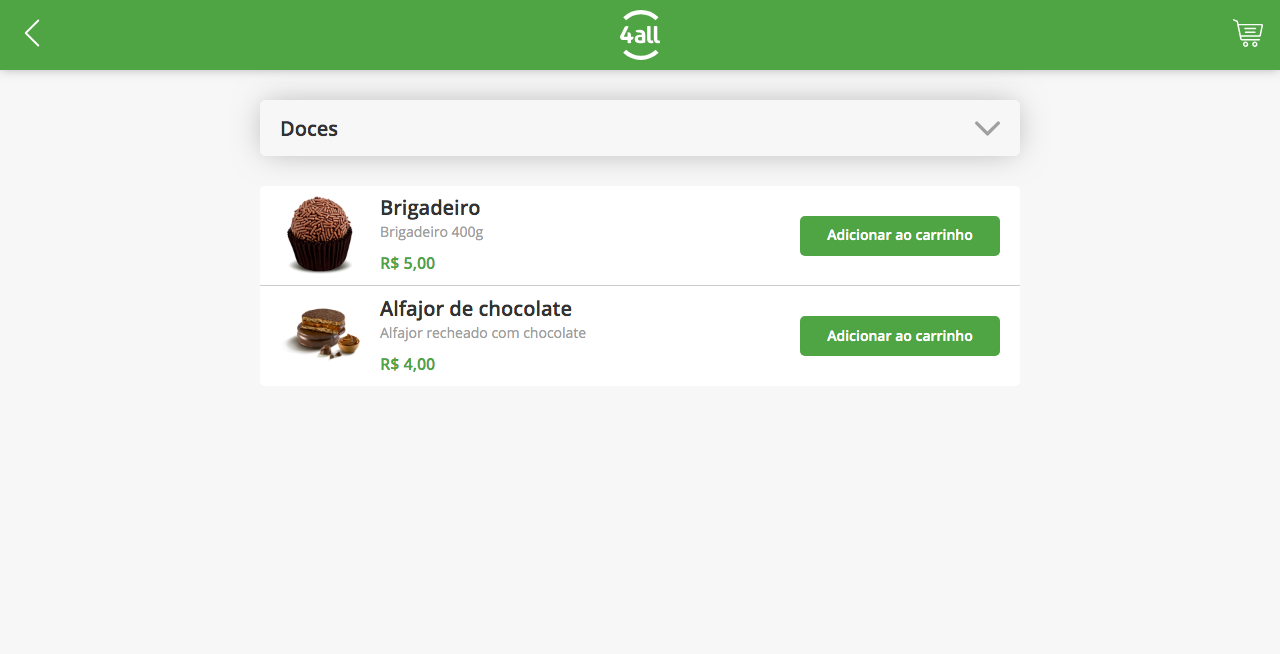 4all
Doces
Brigadeiro
Brigadeiro 400g
R$ 5,00
Adicionar ao carrinho
Alfajor de chocolate
Alfajor recheado com chocolate
R$ 4,00
Adicionar ao carrinho